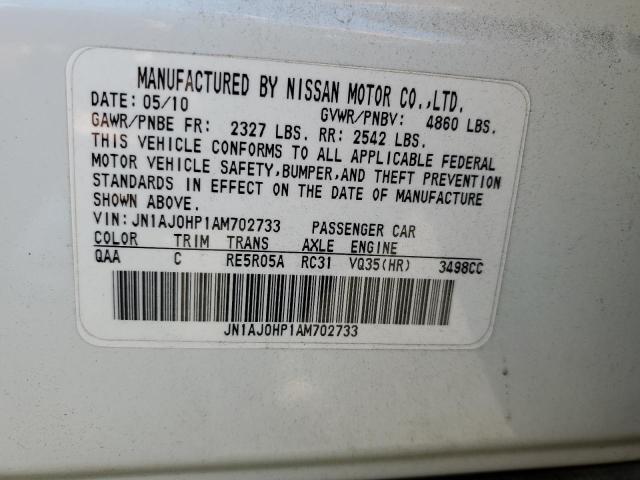 MANUFACTURED BY NISSAN MOTOR CO.,LTD.
DATE: 05/10 GVWR/PNBV: 4860 LBS.
GAWR/PNBE FR: 2327 LBS. RR: 2542 LBS.
THIS VEHICLE CONFORMS TO ALL APPLICABLE FEDERAL
MOTOR VEHICLE SAFETY,BUMPER,AND THEFT PREVENTION
STANDARDS IN EFFECT ON THE DATE OF MANUFACTURE
SHOWN ABOVE.
VIN:JN1AJ0HP1AM702733 PASSENGER CAR
COLOR TRIM TRANS AXLE ENGINE
QAA C RE5R05A RC31 VQ35(HR) 3498CC
JN1AJ0HP1AM702733